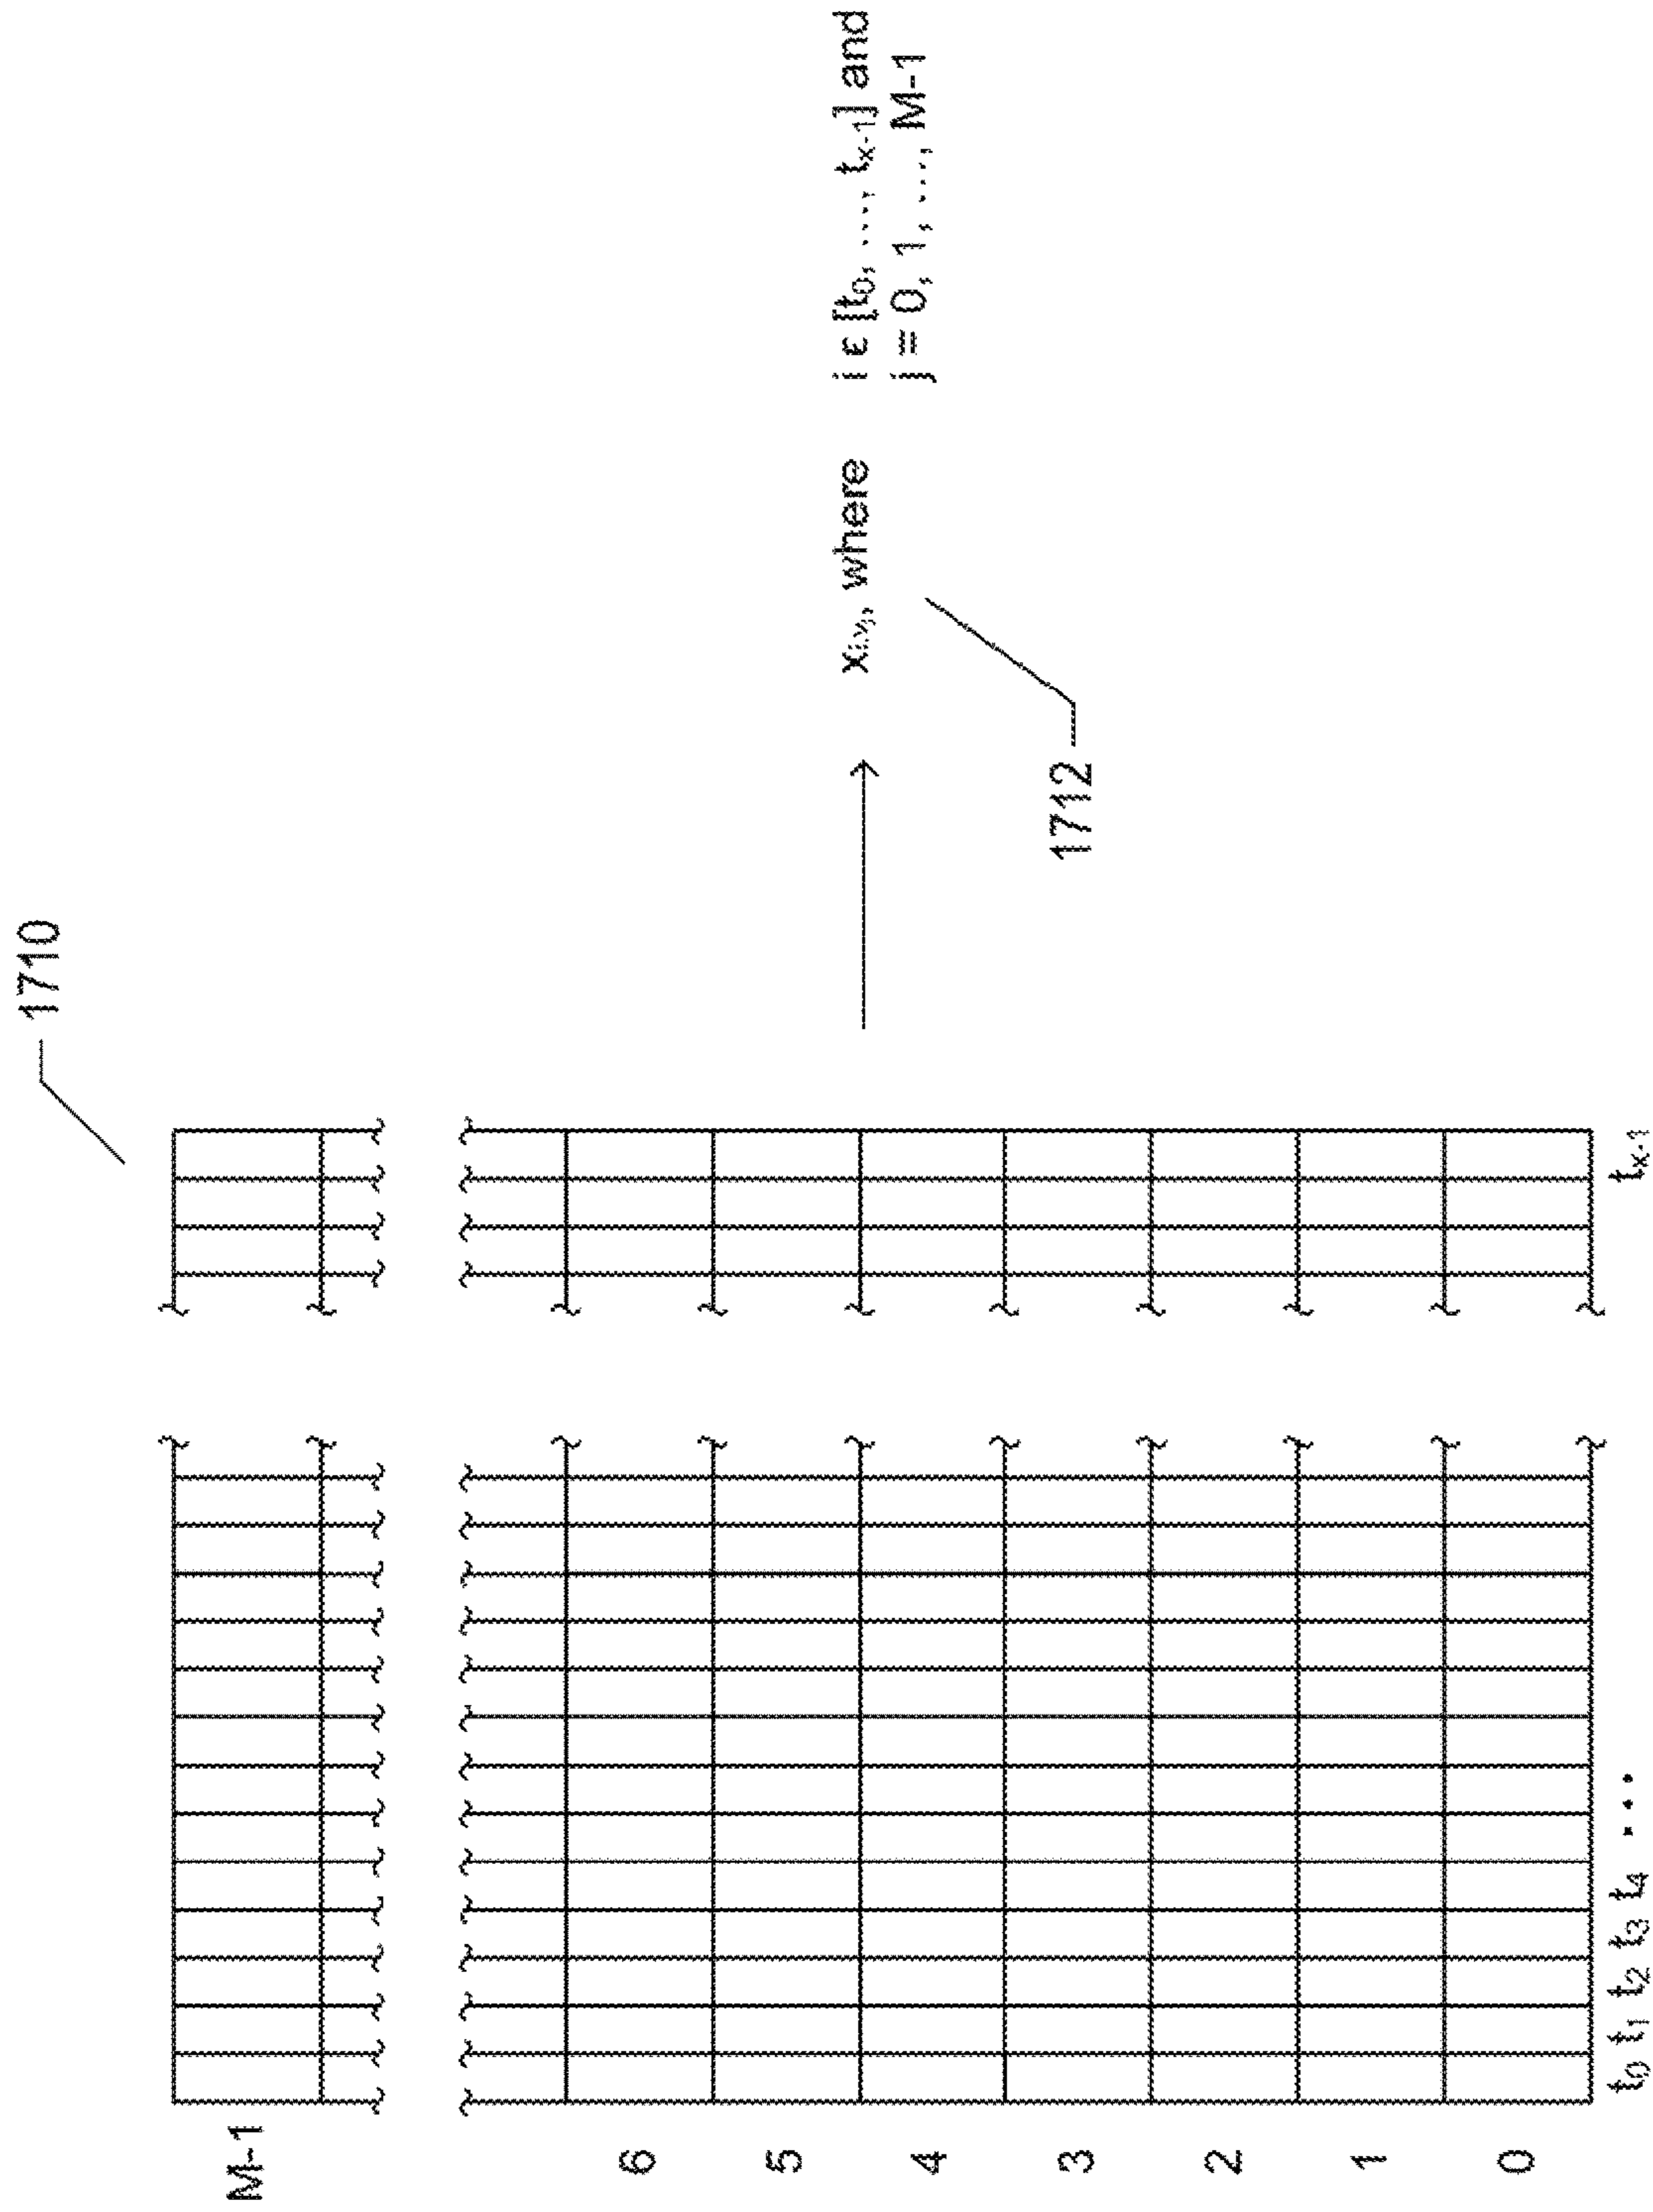 1710
M-1
6
5
4
3
2
1
0
t₀ t₁ t₂ t₃ t₄ ...
tₓ₋₁
where i ε [t₀, ..., tₓ₋₁] and
j = 0, 1, ..., M-1
1712